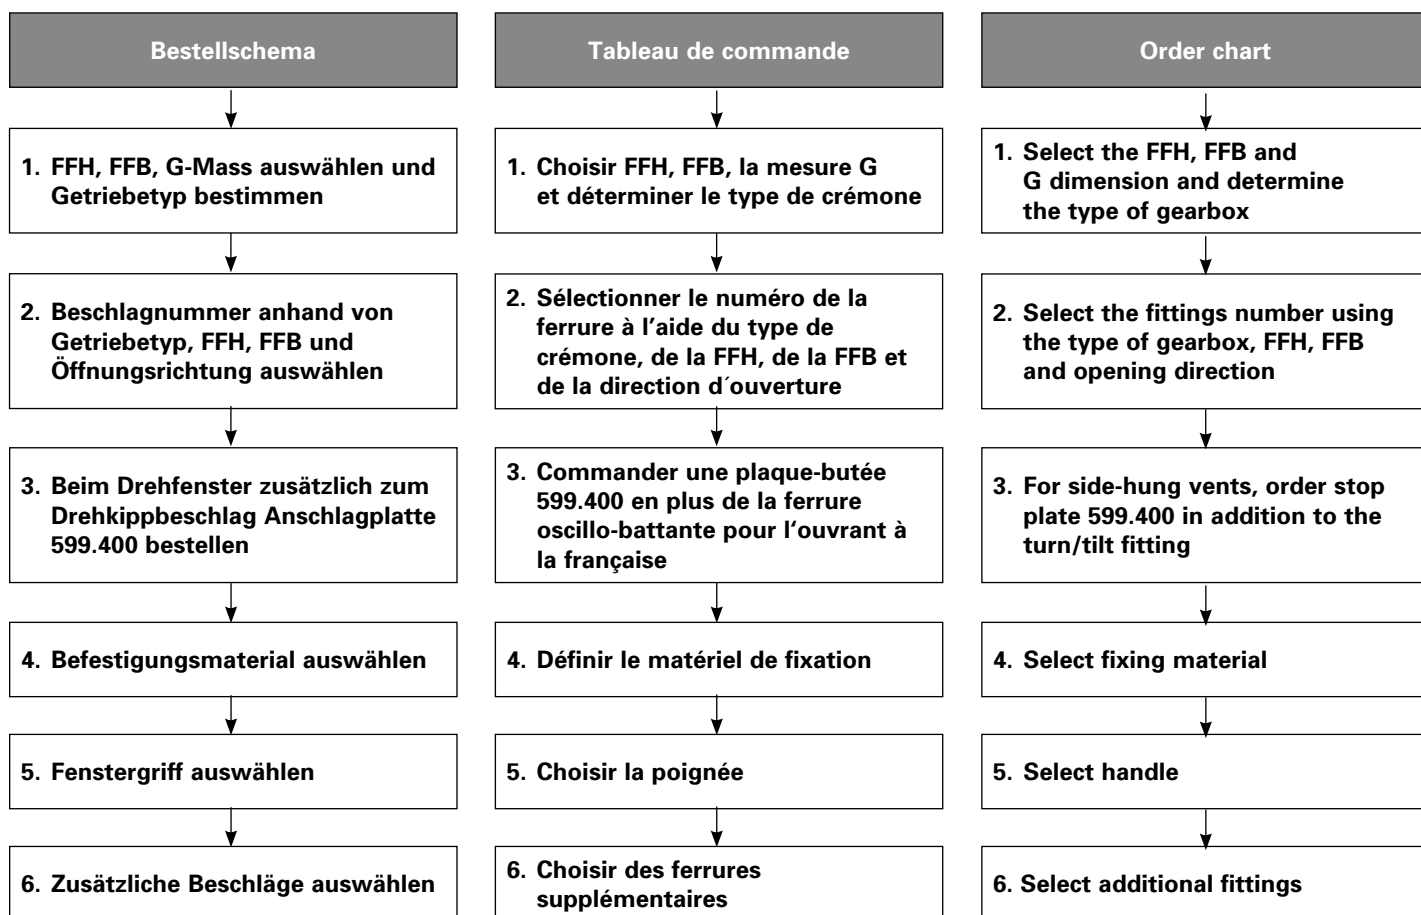 Bestellschema
1. FFH, FFB, G-Mass auswählen und
Getriebetyp bestimmen
2. Beschlagnummer anhand von
Getriebetyp, FFH, FFB und
Öffnungsrichtung auswählen
3. Beim Drehfenster zusätzlich zum
Drehkippbeschlag Anschlagplatte
599.400 bestellen
4. Befestigungsmaterial auswählen
5. Fenstergriff auswählen
6. Zusätzliche Beschläge auswählen
Tableau de commande
1. Choisir FFH, FFB, la mesure G
et déterminer le type de crémone
2. Sélectionner le numéro de la
ferrure à l’aide du type de
crémone, de la FFH, de la FFB et
de la direction d´ouverture
3. Commander une plaque-butée
599.400 en plus de la ferrure
oscillo-battante pour l‘ouvrant à
la française
4. Définir le matériel de fixation
5. Choisir la poignée
6. Choisir des ferrures
supplémentaires
Order chart
1. Select the FFH, FFB and
G dimension and determine
the type of gearbox
2. Select the fittings number using
the type of gearbox, FFH, FFB
and opening direction
3. For side-hung vents, order stop
plate 599.400 in addition to the
turn/tilt fitting
4. Select fixing material
5. Select handle
6. Select additional fittings